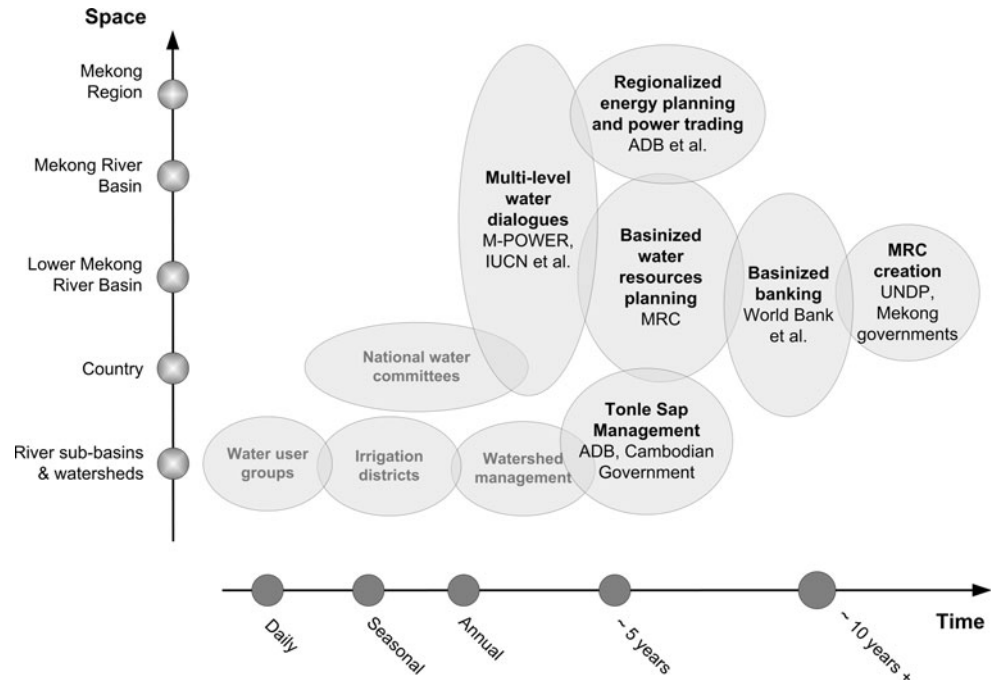 Space
Mekong
Region
Mekong River
Basin
Lower Mekong
River Basin
Country
River sub-basins
& watersheds
Regionalized
energy planning
and power trading
ADB et al.
Multi-level
water
dialogues
M-POWER,
IUCN et al.
Basinized
water
resources
planning
MRC
Basinized
banking
World Bank
et al.
MRC
creation
UNDP,
Mekong
governments
National water
committees
Tonle Sap
Management
ADB, Cambodian
Government
Water user
groups
Irrigation
districts
Watershed
management
Daily
Seasonal
Annual
~ 5 years
~ 10 years +
Time